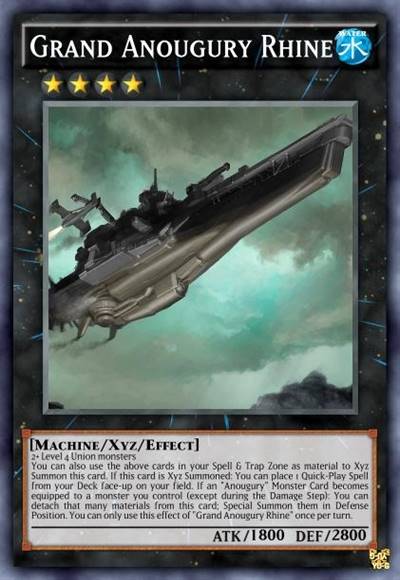 GRAND ANOUGURY RHINE
WATER
水
[MACHINE/XYZ/EFFECT]
2+ Level 4 Union monsters
You can also use the above cards in your Spell & Trap Zone as material to Xyz
Summon this card. If this card is Xyz Summoned: You can place 1 Quick-Play Spell
from your Deck face-up on your field. If an "Anougury" Monster Card becomes
equipped to a monster you control (except during the Damage Step): You can
detach that many materials from this card; Special Summon them in Defense
Position. You can only use this effect of "Grand Anougury Rhine" once per turn.
ATK/1800 DEF/2800